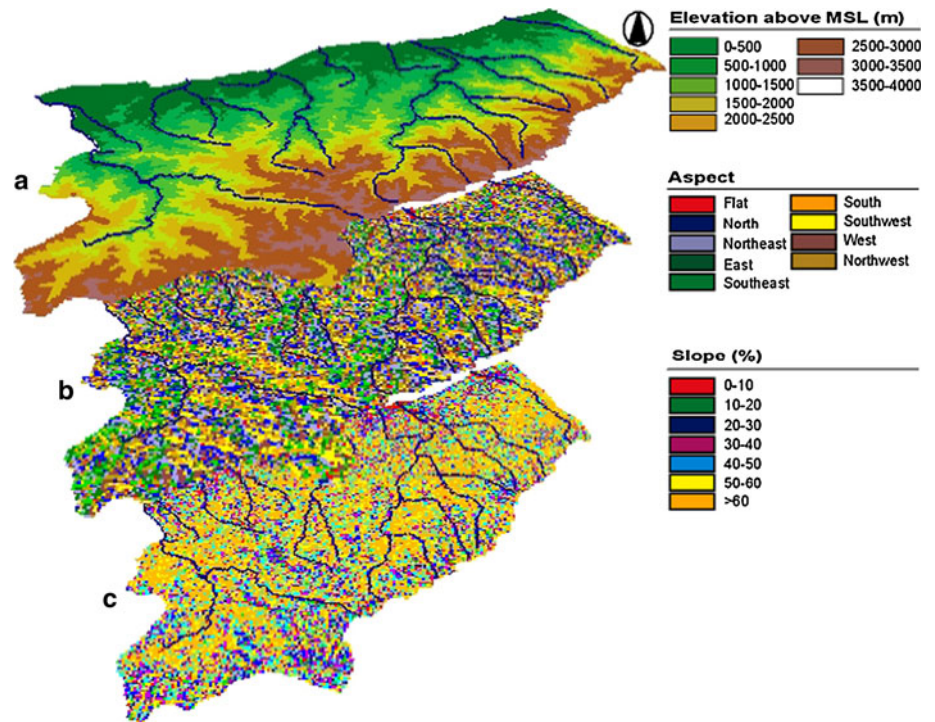 Elevation above MSL (m)
0-500
500-1000
1000-1500
1500-2000
2000-2500
2500-3000
3000-3500
3500-4000
a
Aspect
Flat
North
Northeast
East
Southeast
South
Southwest
West
Northwest
b
Slope (%)
0-10
10-20
20-30
30-40
40-50
50-60
>60
c